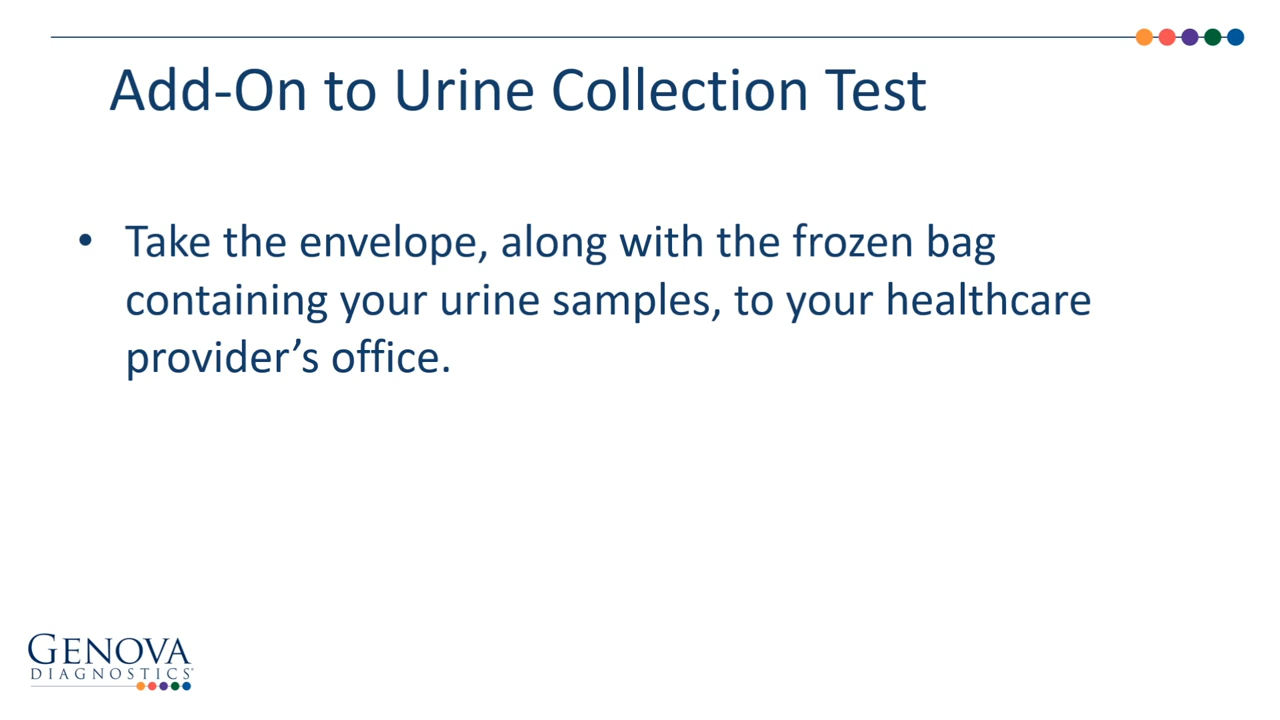 Add-On to Urine Collection Test
• Take the envelope, along with the frozen bag
containing your urine samples, to your healthcare
provider’s office.
GENOVA
DIAGNOSTICS®